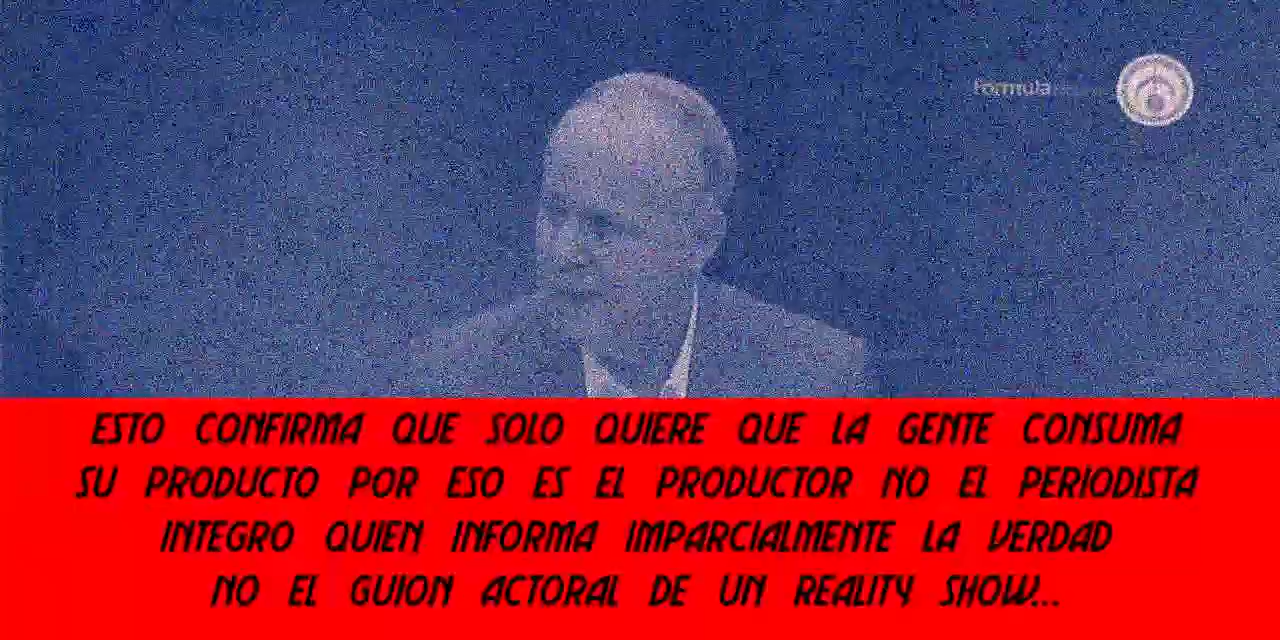 formula
ESTO CONFIRMA QUE SOLO QUIERE QUE LA GENTE CONSUMA
SU PRODUCTO POR ESO ES EL PRODUCTOR NO EL PERIODISTA
INTEGRO QUIEN INFORMA IMPARCIALMENTE LA VERDAD
NO EL GUION ACTORAL DE UN REALITY SHOW...